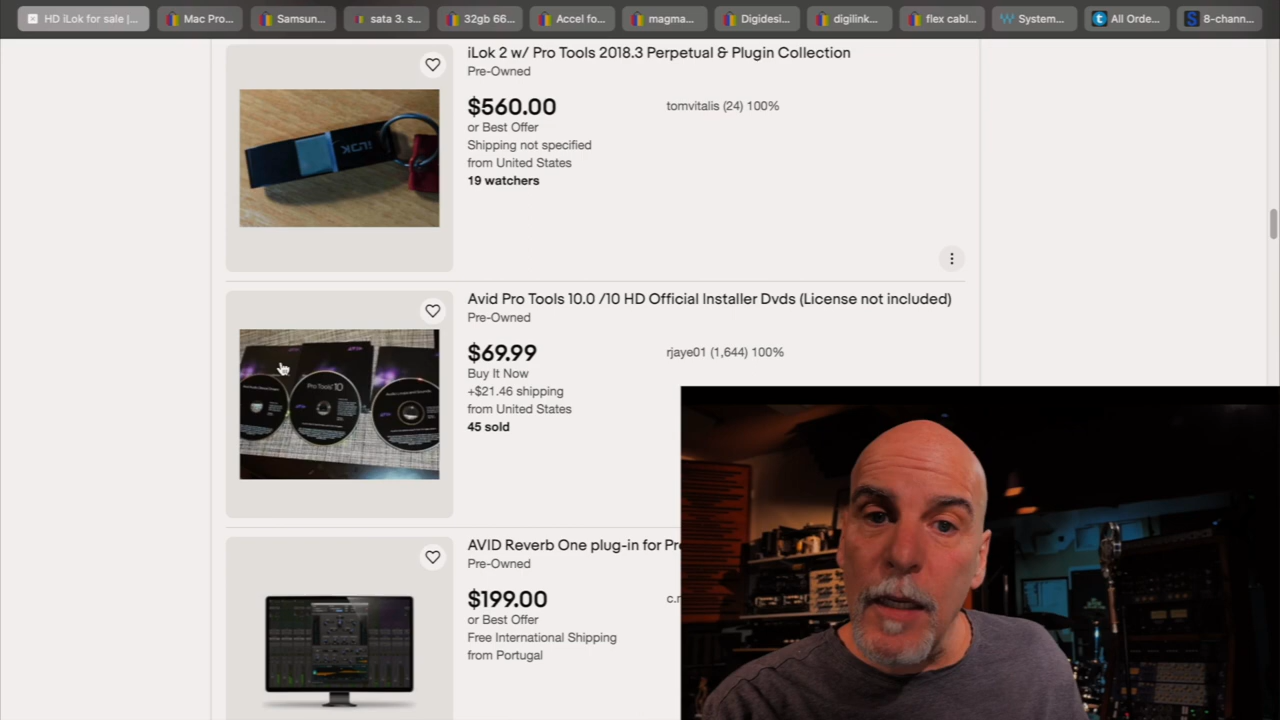 HD iLok for sale |...
Mac Pro...
Samsun...
sata 3. s...
32gb 66...
Accel fo...
magma...
Digidesi...
digilink...
flex cabl...
System...
All Orde...
8-chann...
iLok 2 w/ Pro Tools 2018.3 Perpetual & Plugin Collection
Pre-Owned
$560.00
tomvitalis (24) 100%
or Best Offer
Shipping not specified
from United States
19 watchers
iLOK
Avid Pro Tools 10.0 /10 HD Official Installer Dvds (License not included)
Pre-Owned
$69.99
rjaye01 (1,644) 100%
Buy It Now
+$21.46 shipping
from United States
45 sold
Pro Tools 10
AVID Reverb One plug-in for Pr
Pre-Owned
$199.00
or Best Offer
Free International Shipping
from Portugal